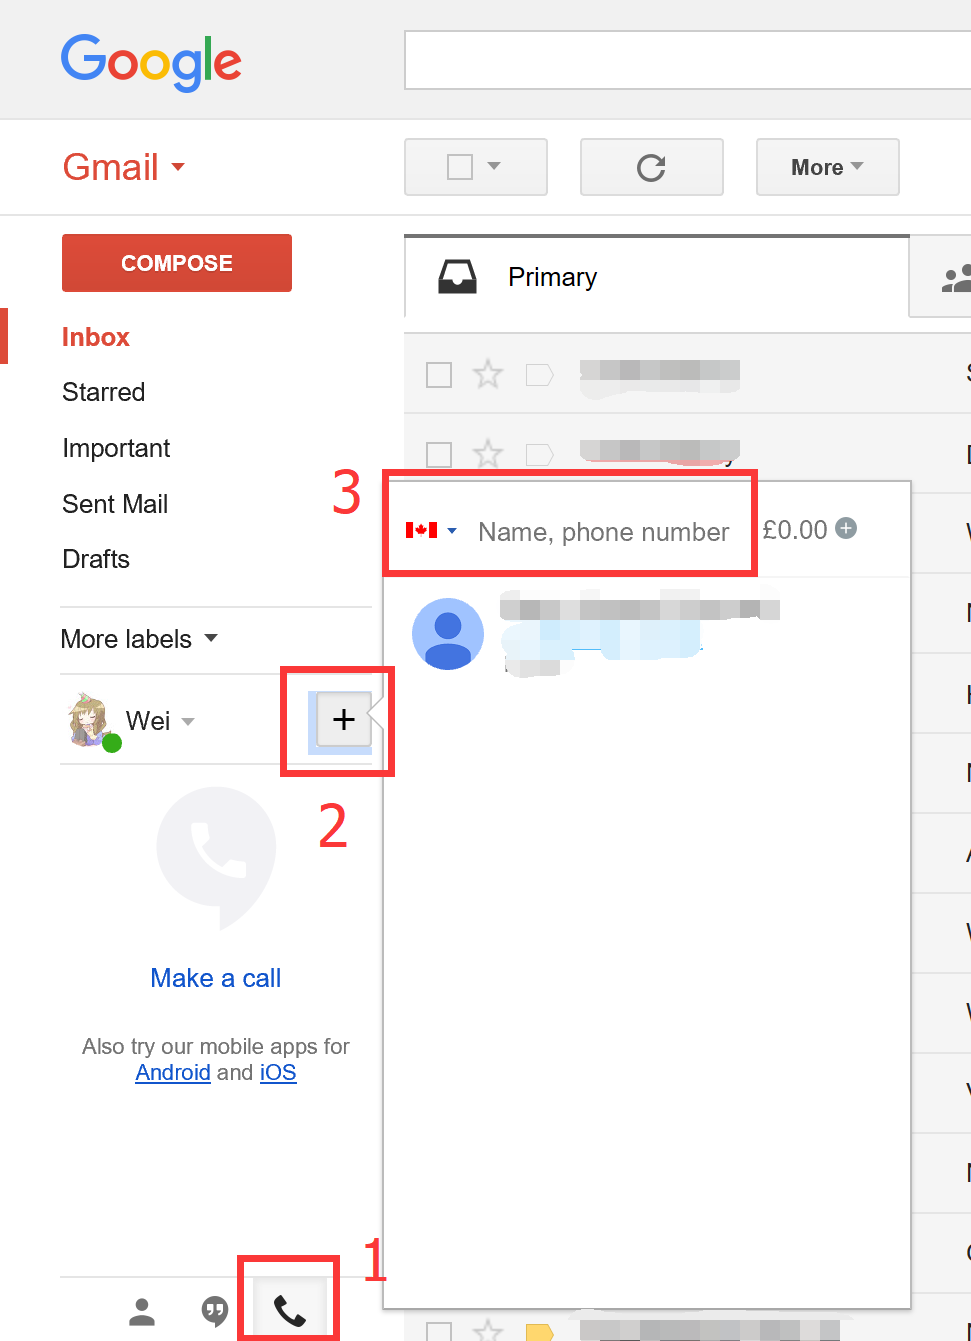 Google
Gmail
More
COMPOSE
Primary
Inbox
Starred
Important
Sent Mail
Drafts
3
Name, phone number
£0.00
More labels
Wei
+
2
Make a call
Also try our mobile apps for
Android and iOS
1